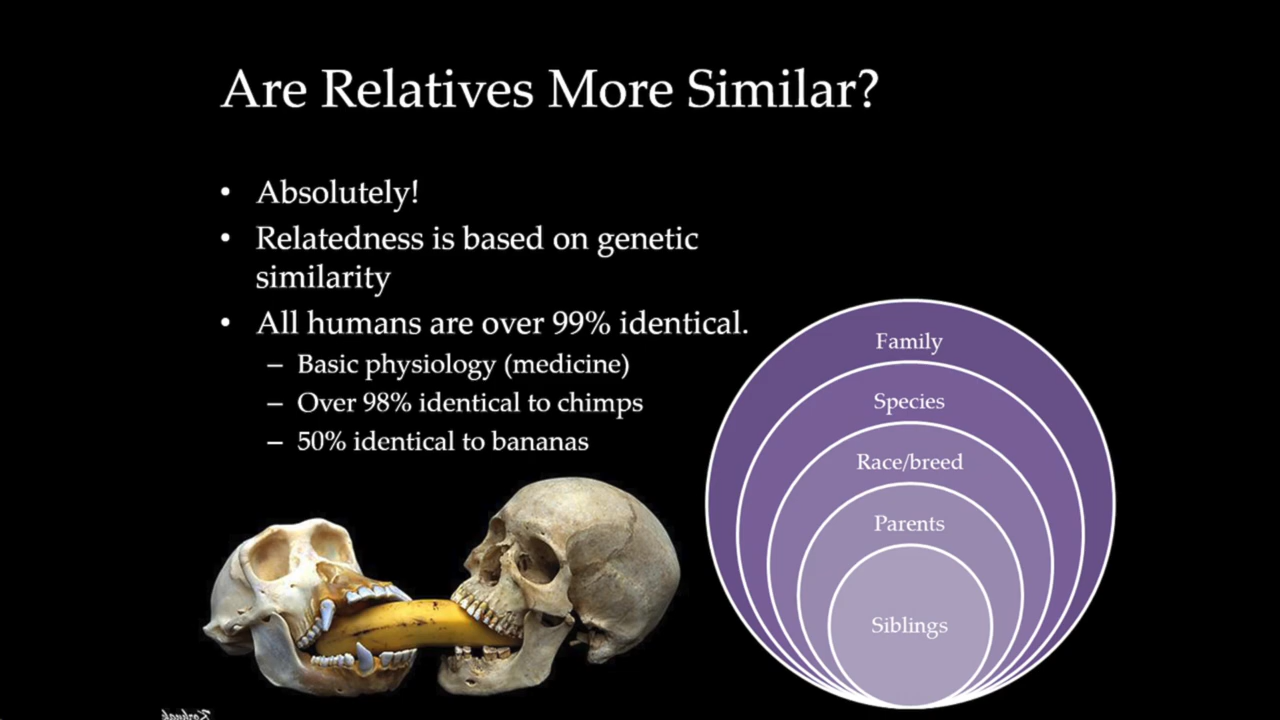 Are Relatives More Similar?
• Absolutely!
• Relatedness is based on genetic
similarity
• All humans are over 99% identical.
– Basic physiology (medicine)
– Over 98% identical to chimps
– 50% identical to bananas
Family
Species
Race/breed
Parents
Siblings